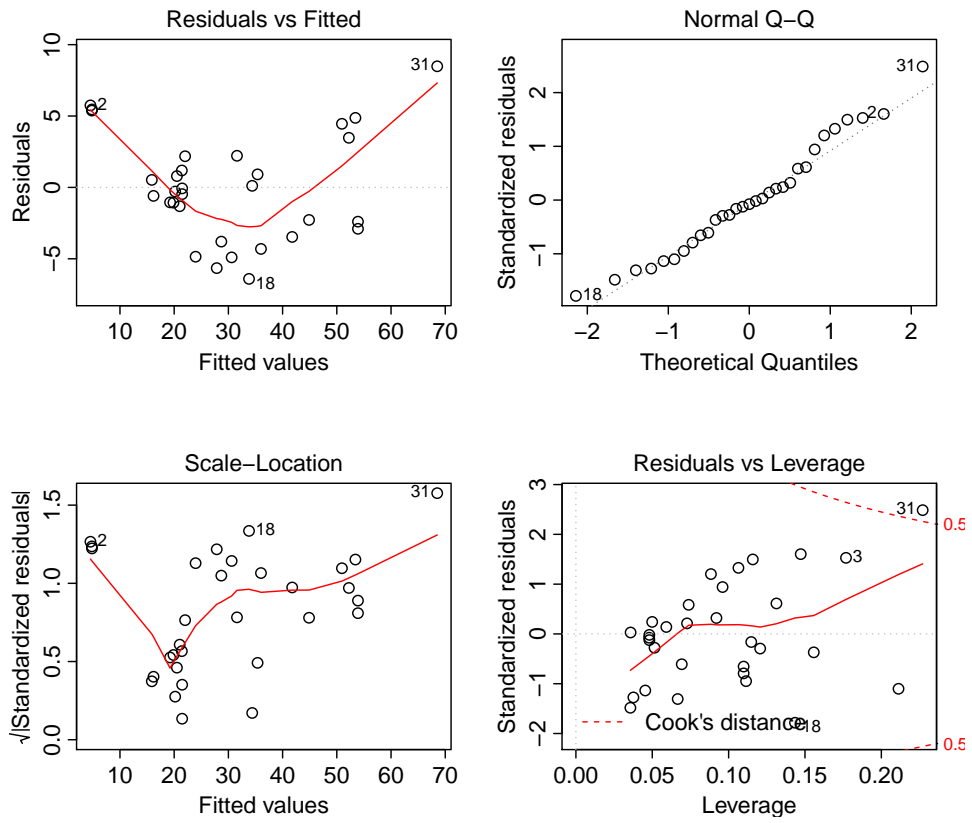 Residuals vs Fitted
Residuals
10
5
0
−5
31
2
18
10 20 30 40 50 60 70
Fitted values
Normal Q−Q
Standardized residuals
2
1
0
−1
31
2
18
−2 −1 0 1 2
Theoretical Quantiles
Scale−Location
√|Standardized residuals|
1.5
1.0
0.5
0.0
31
18
2
10 20 30 40 50 60 70
Fitted values
Residuals vs Leverage
Standardized residuals
3
2
1
0
−1
−2
31
0.5
3
Cook's distance
18
0.5
0.00 0.05 0.10 0.15 0.20
Leverage